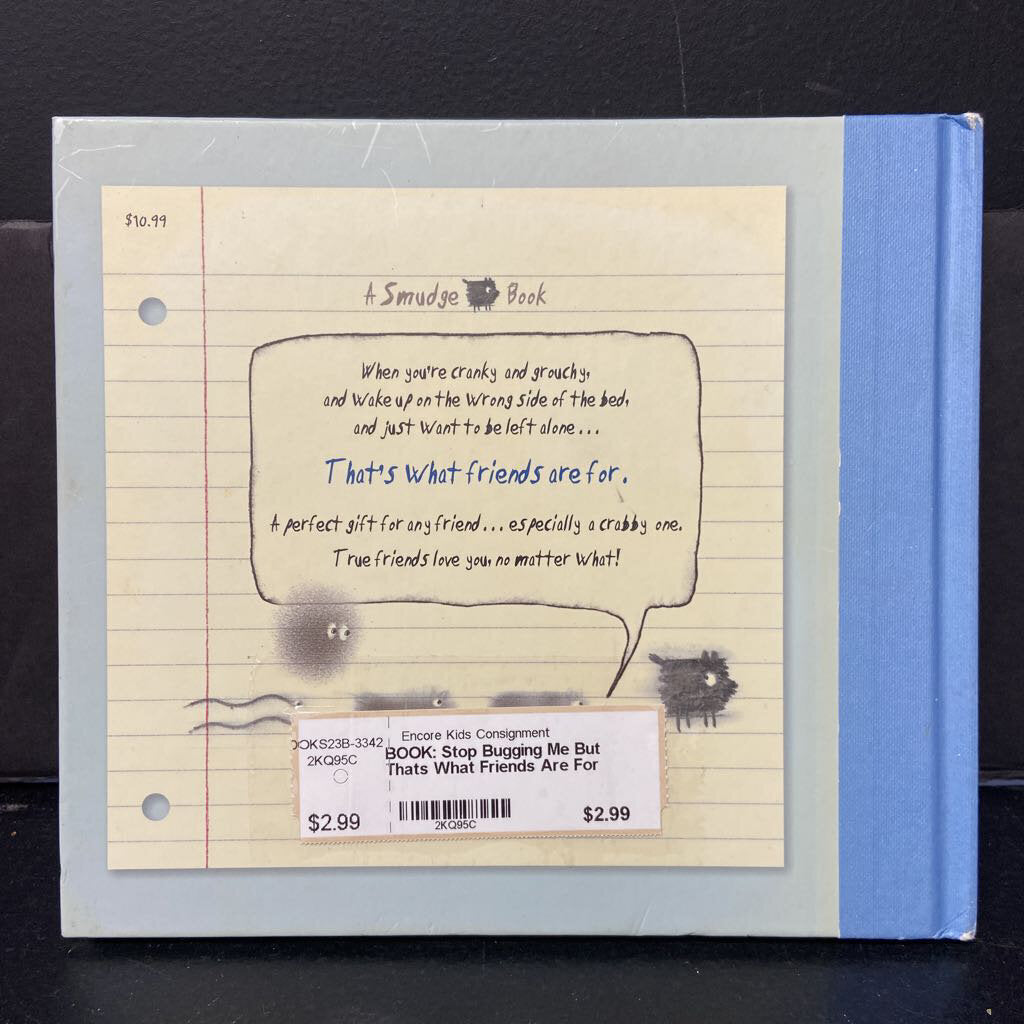 $10.99
A Smudge Book
When you're cranky and grouchy,
and wake up on the wrong side of the bed,
and just want to be left alone...
That's what friends are for.
A perfect gift for any friend... especially a crabby one.
True friends love you, no matter what!
OOKS23B-3342
2KQ95C
$2.99
Encore Kids Consignment
BOOK: Stop Bugging Me But
Thats What Friends Are For
2KQ95C
$2.99